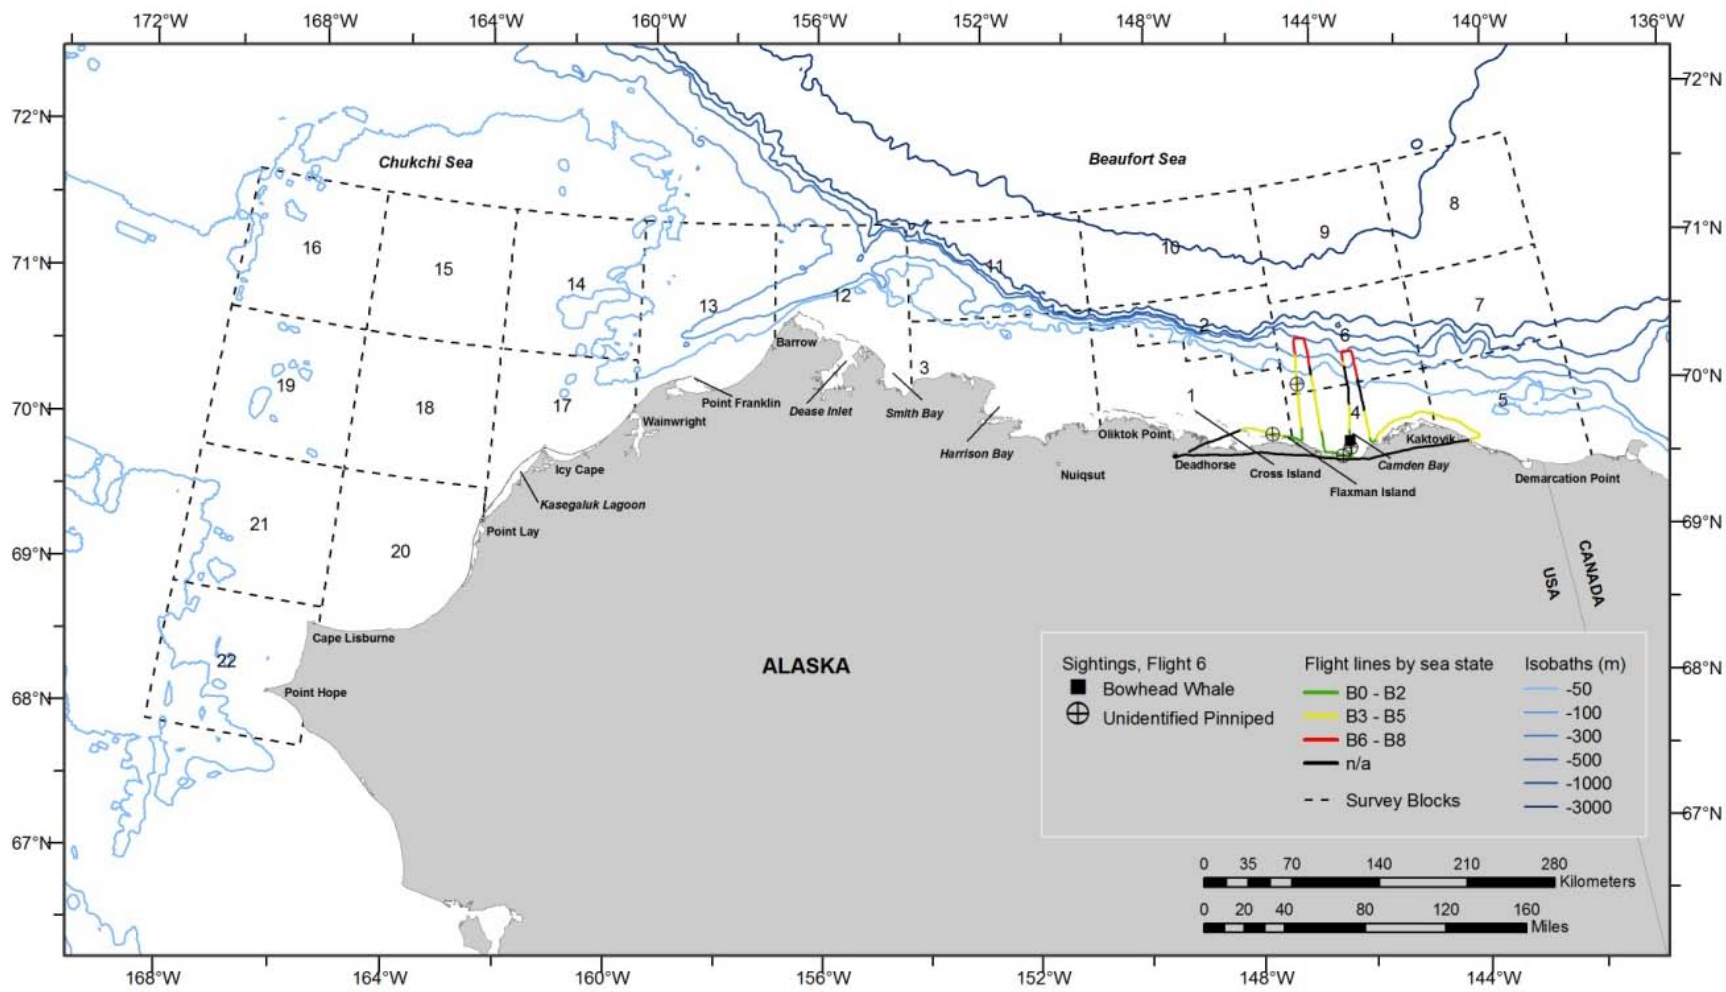 172°W 168°W 164°W 160°W 156°W 152°W 148°W 144°W 140°W 136°W
72°N 72°N
Chukchi Sea Beaufort Sea
8
9
16 10
71°N 71°N
15 11
14
13 12 7
2 6
Barrow
70°N
19 3
Point Franklin Dease Inlet Smith Bay 1 5
70°N 18 17 4
Wainwright
Harrison Bay Oliktok Point Kaktovik
Icy Cape Nuiqsut Deadhorse Cross Island Camden Bay
Demarcation Point
Flaxman Island
Kasegaluk Lagoon
21 69°N
Point Lay
69°N 20
USA CANADA
Cape Lisburne
22 ALASKA 68°N
68°N Point Hope
Sightings, Flight 6
Bowhead Whale
Unidentified Pinniped
Flight lines by sea state
B0 - B2
B3 - B5
B6 - B8
n/a
Survey Blocks
Isobaths (m)
-50
-100
-300
-500
-1000
-3000
67°N 67°N
0 35 70 140 210 280
Kilometers
0 20 40 80 120 160
Miles
168°W 164°W 160°W 156°W 152°W 148°W 144°W